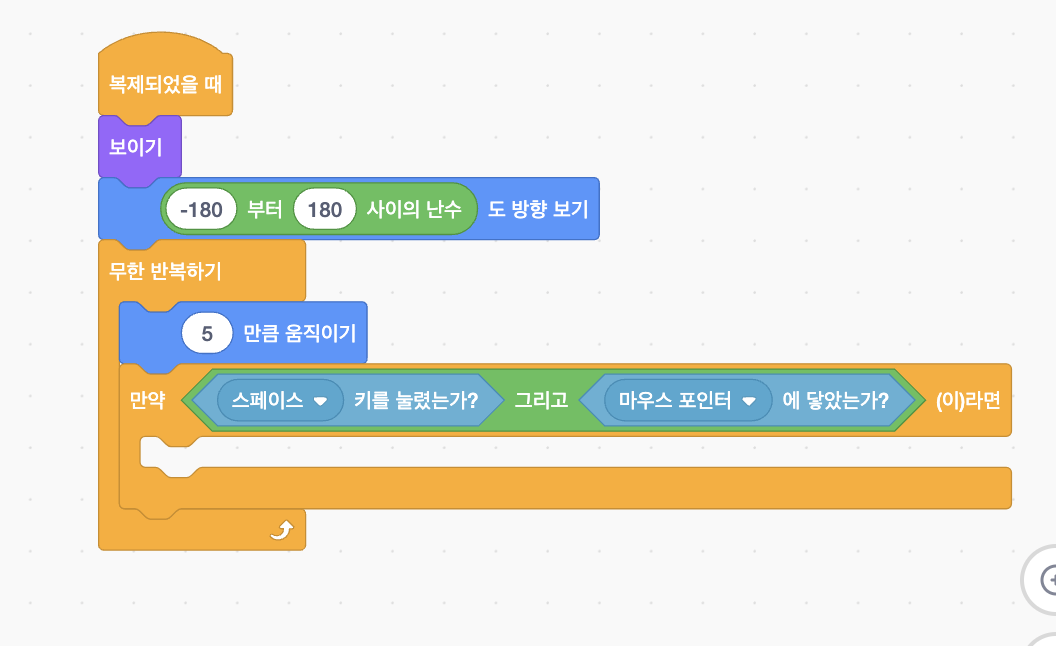 복제되었을 때
보이기
-180 부터 180 사이의 난수 도 방향 보기
무한 반복하기
5 만큼 움직이기
만약 스페이스 키를 눌렸는가? 그리고 마우스 포인터 에 닿았는가? (이)라면